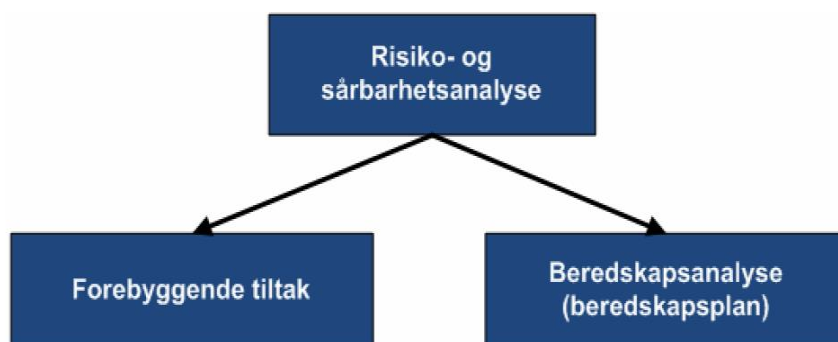 Risiko- og
sårbarhetsanalyse
Forebyggende tiltak
Beredskapsanalyse
(beredskapsplan)